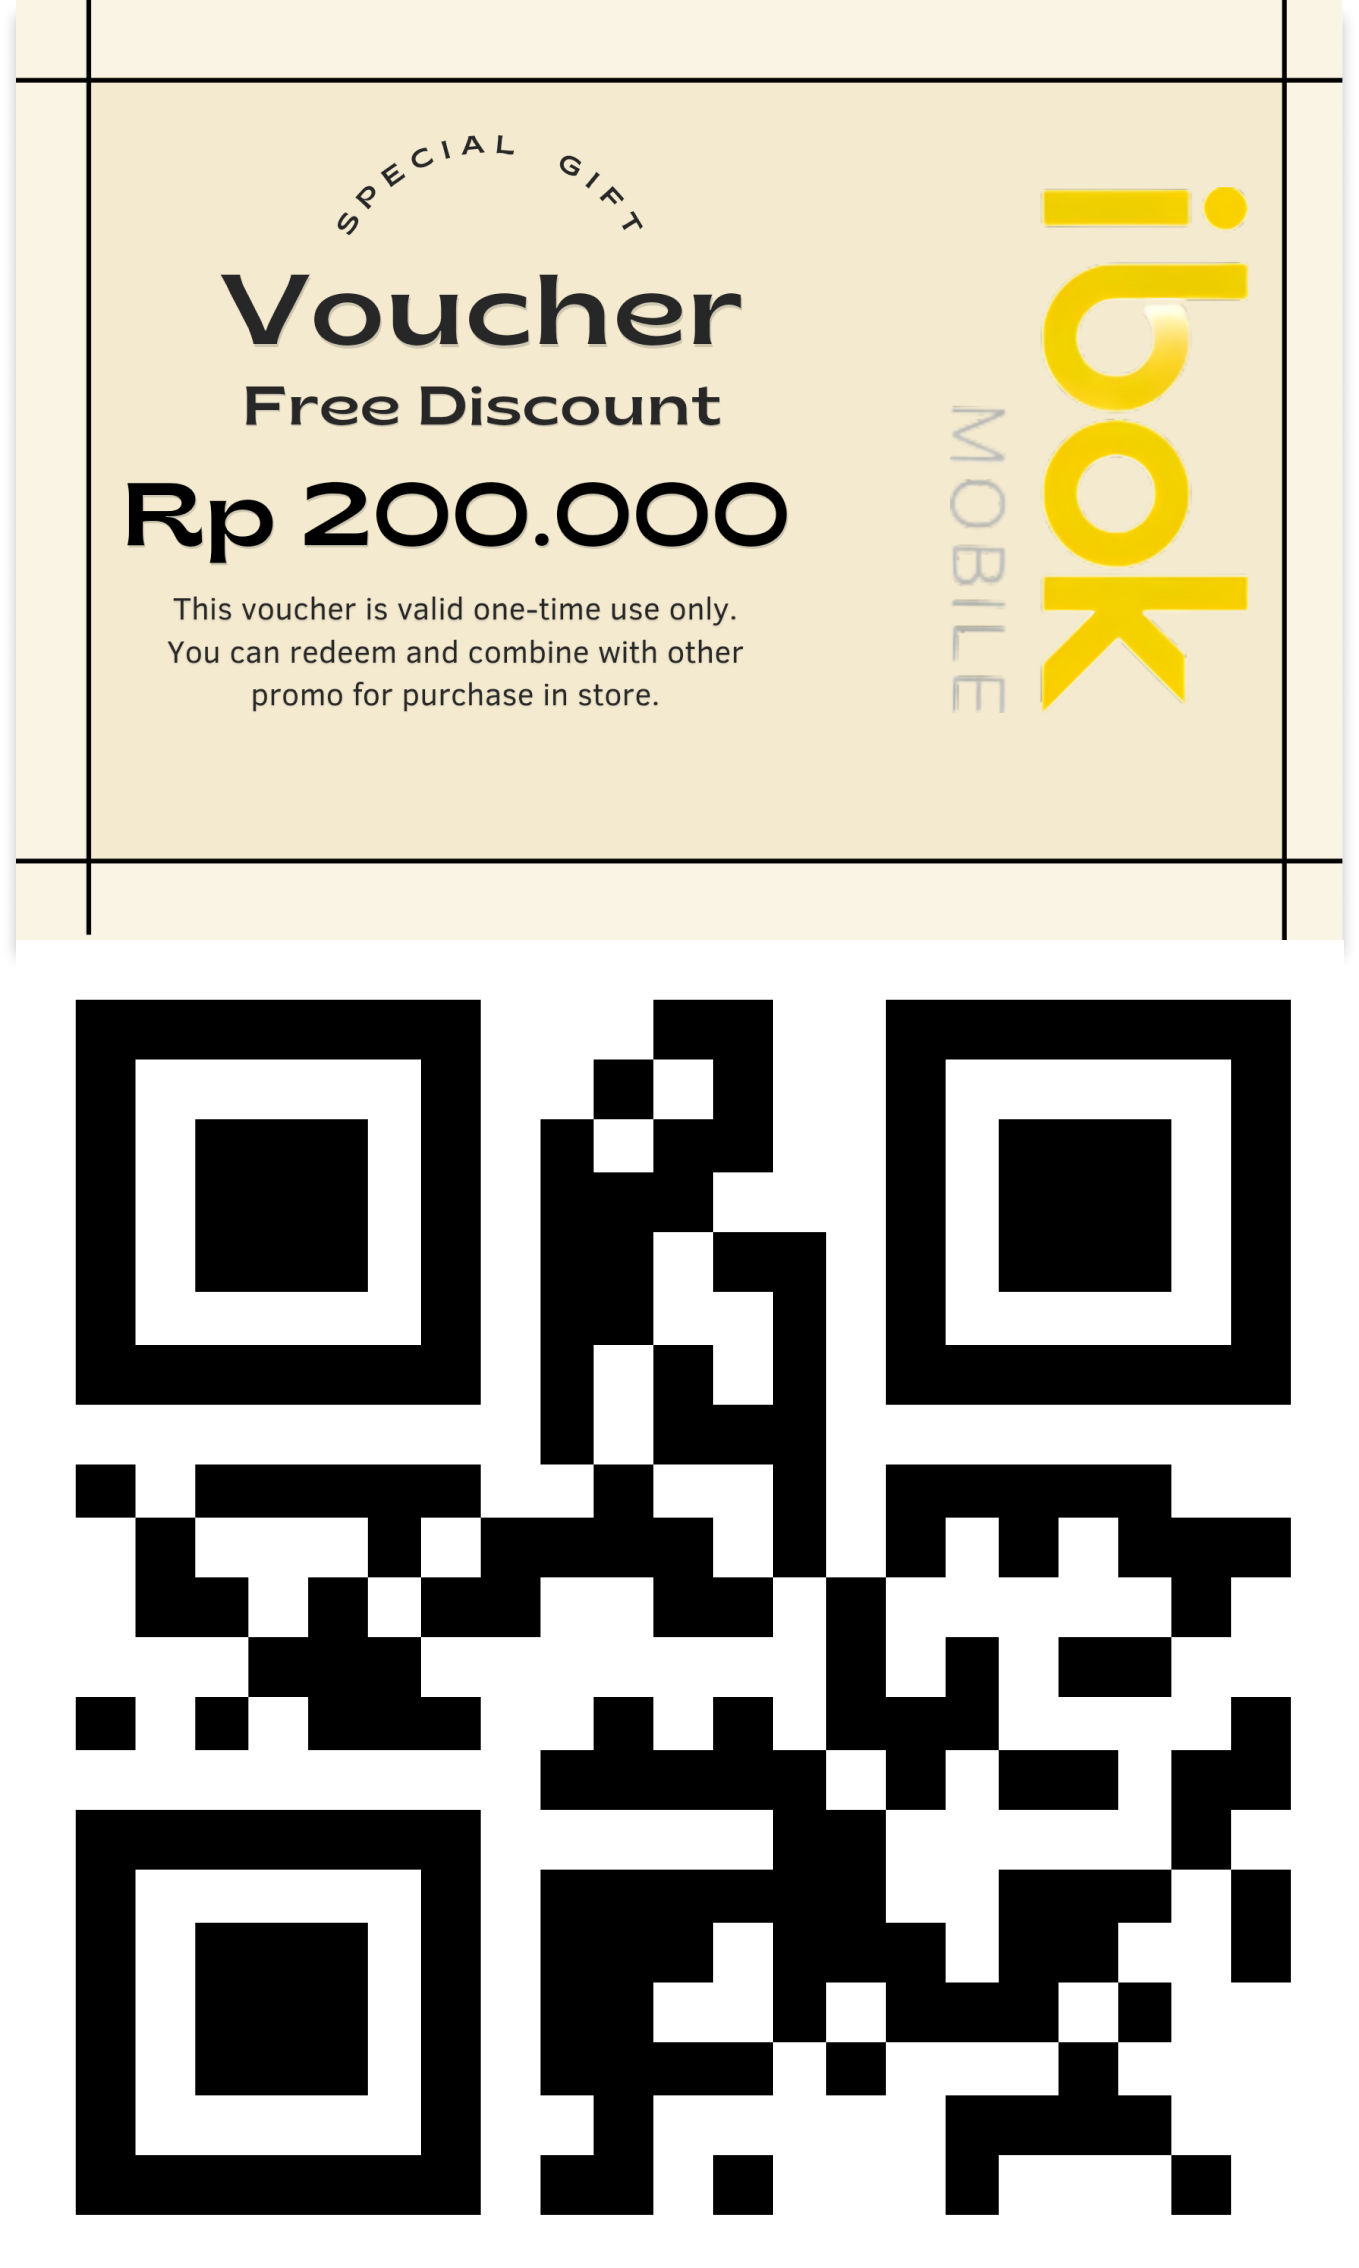 SPECIAL GIFT
Voucher
Free Discount
Rp 200.000
This voucher is valid one-time use only.
You can redeem and combine with other
promo for purchase in store.
ibok
MOBILE